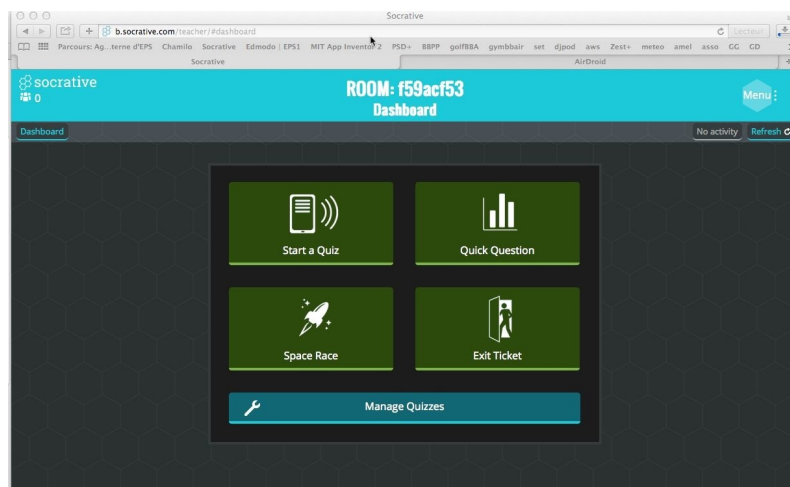 Socrative
b.socrative.com/teacher/#dashboard
Lecteur
Parcours: Ag...terne d'EPS Chamilo Socrative Edmodo | EPS1 MIT App Inventor 2 PSD+ BBPP golfBBA gymbbair set djpod aws Zest+ meteo amel asso GG GD
Socrative AirDroid
socrative
0
ROOM: f59acf53
Dashboard
Menu
Dashboard No activity Refresh
Start a Quiz Quick Question
Space Race Exit Ticket
Manage Quizzes